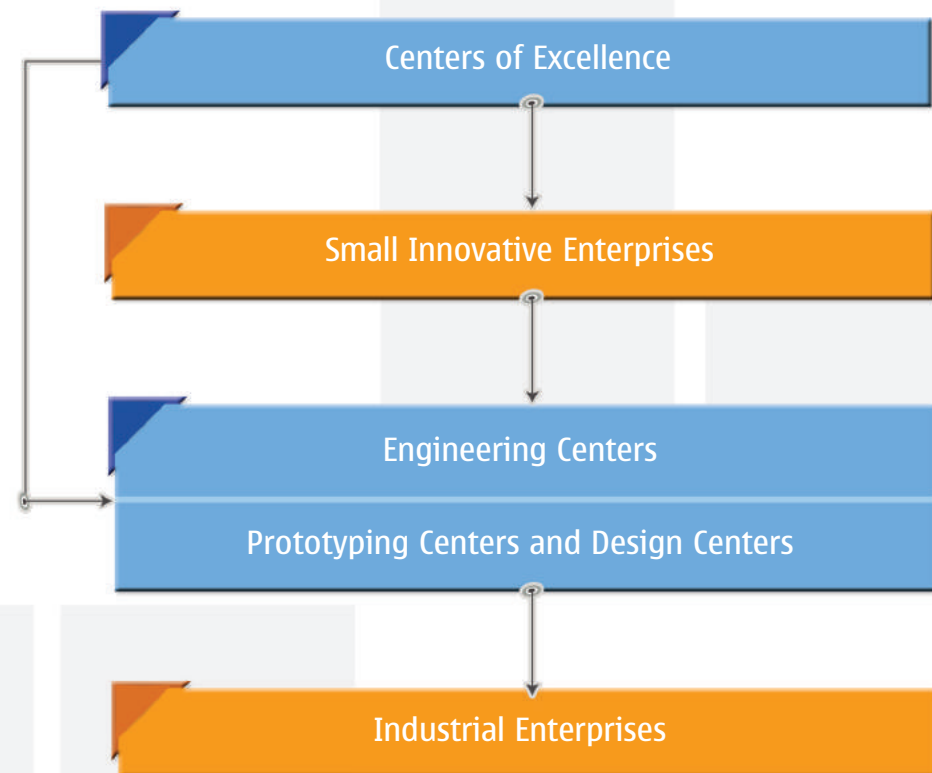 Centers of Excellence
Small Innovative Enterprises
Engineering Centers
Prototyping Centers and Design Centers
Industrial Enterprises